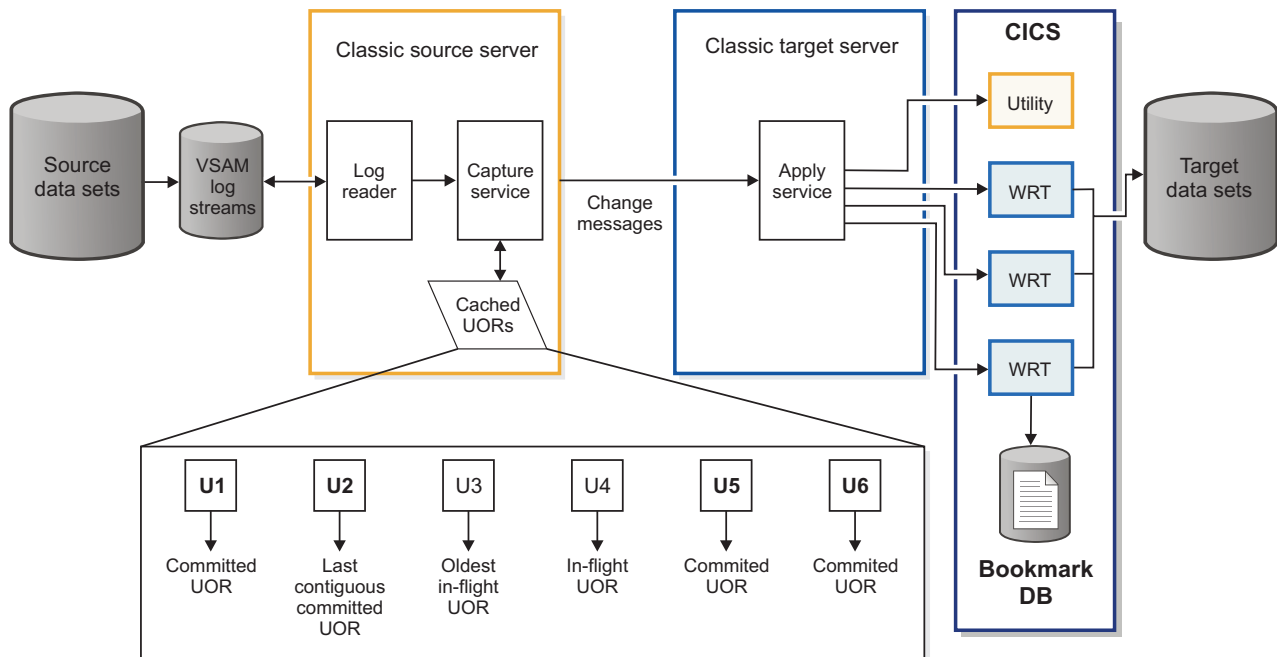 Classic source server
Classic target server
CICS
Source
data sets
VSAM
log
streams
Log
reader
Capture
service
Change
messages
Apply
service
Utility
WRT
WRT
WRT
Target
data sets
Cached
UORs
U1
U2
U3
U4
U5
U6
Committed
UOR
Last
contiguous
committed
UOR
Oldest
in-flight
UOR
In-flight
UOR
Commited
UOR
Commited
UOR
Bookmark
DB